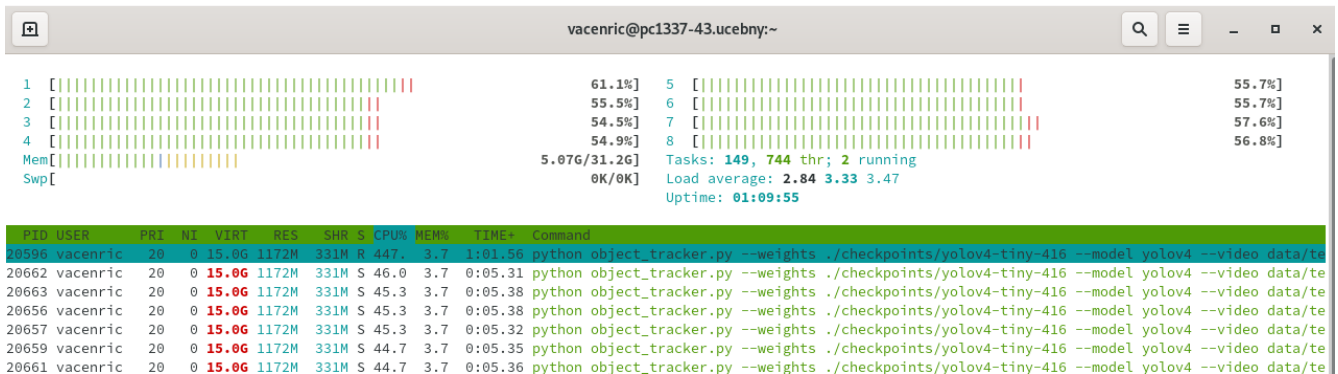 vacenric@pc1337-43.ucebny:~
1 [|||||||||||||||||||||||||||||||||||||||||| 61.1%] 5 [||||||||||||||||||||||||||||||||||||||| 55.7%]
2 [|||||||||||||||||||||||||||||||||||||| 55.5%] 6 [||||||||||||||||||||||||||||||||||||||| 55.7%]
3 [|||||||||||||||||||||||||||||||||||||| 54.5%] 7 [||||||||||||||||||||||||||||||||||||||||| 57.6%]
4 [|||||||||||||||||||||||||||||||||||||| 54.9%] 8 [|||||||||||||||||||||||||||||||||||||||| 56.8%]
Mem[|||||||||||||||||||||| 5.07G/31.2G] Tasks: 149, 744 thr; 2 running
Swp[ 0K/0K] Load average: 2.84 3.33 3.47
Uptime: 01:09:55
PID USER PRI NI VIRT RES SHR S CPU% MEM% TIME+ Command
20596 vacenric 20 0 15.0G 1172M 331M R 447. 3.7 1:01.56 python object_tracker.py --weights ./checkpoints/yolov4-tiny-416 --model yolov4 --video data/te
20662 vacenric 20 0 15.0G 1172M 331M S 46.0 3.7 0:05.31 python object_tracker.py --weights ./checkpoints/yolov4-tiny-416 --model yolov4 --video data/te
20663 vacenric 20 0 15.0G 1172M 331M S 45.3 3.7 0:05.38 python object_tracker.py --weights ./checkpoints/yolov4-tiny-416 --model yolov4 --video data/te
20656 vacenric 20 0 15.0G 1172M 331M S 45.3 3.7 0:05.38 python object_tracker.py --weights ./checkpoints/yolov4-tiny-416 --model yolov4 --video data/te
20657 vacenric 20 0 15.0G 1172M 331M S 45.3 3.7 0:05.32 python object_tracker.py --weights ./checkpoints/yolov4-tiny-416 --model yolov4 --video data/te
20659 vacenric 20 0 15.0G 1172M 331M S 44.7 3.7 0:05.35 python object_tracker.py --weights ./checkpoints/yolov4-tiny-416 --model yolov4 --video data/te
20661 vacenric 20 0 15.0G 1172M 331M S 44.7 3.7 0:05.36 python object_tracker.py --weights ./checkpoints/yolov4-tiny-416 --model yolov4 --video data/te